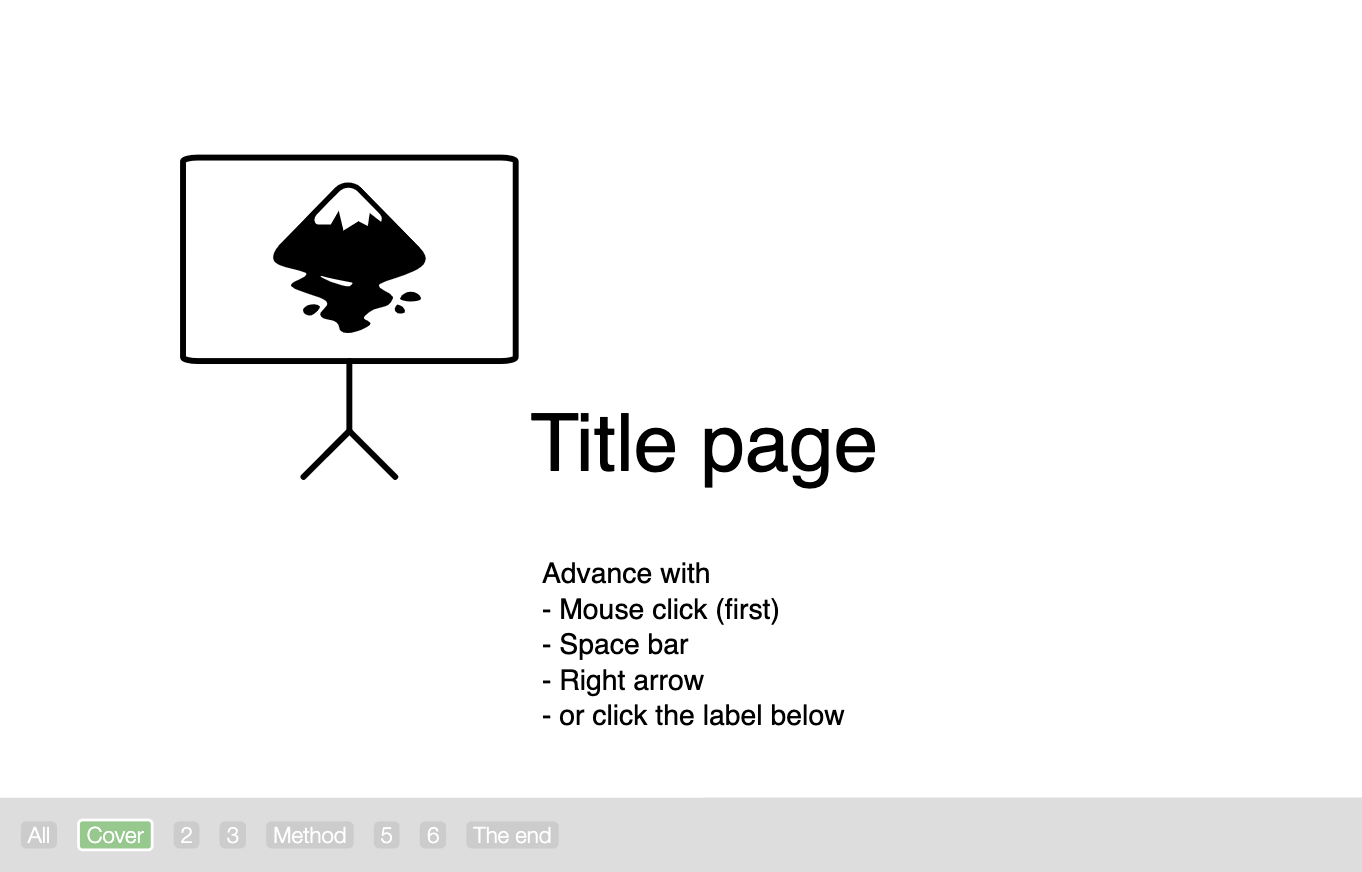 Title page
Advance with
- Mouse click (first)
- Space bar
- Right arrow
- or click the label below
All Cover 2 3 Method 5 6 The end